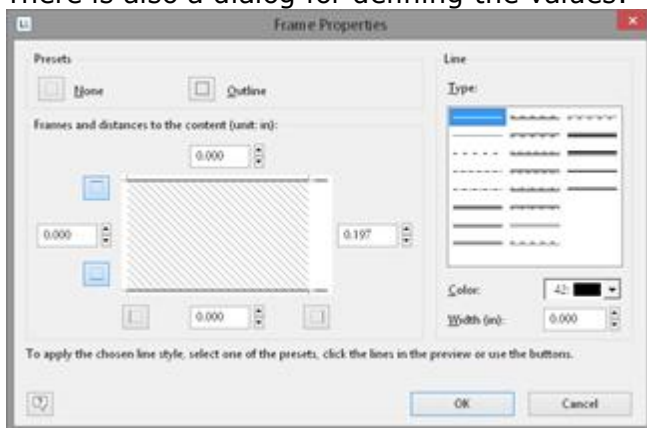 There is also a dialog for defining the values.
Frame Properties
Presets
None
Outline
Frames and distances to the content (unit: in):
0.000
0.000
0.197
0.000
Line
Type:
Color:
42:
Width (in):
0.000
To apply the chosen line style, select one of the presets, click the lines in the preview or use the buttons.
OK
Cancel